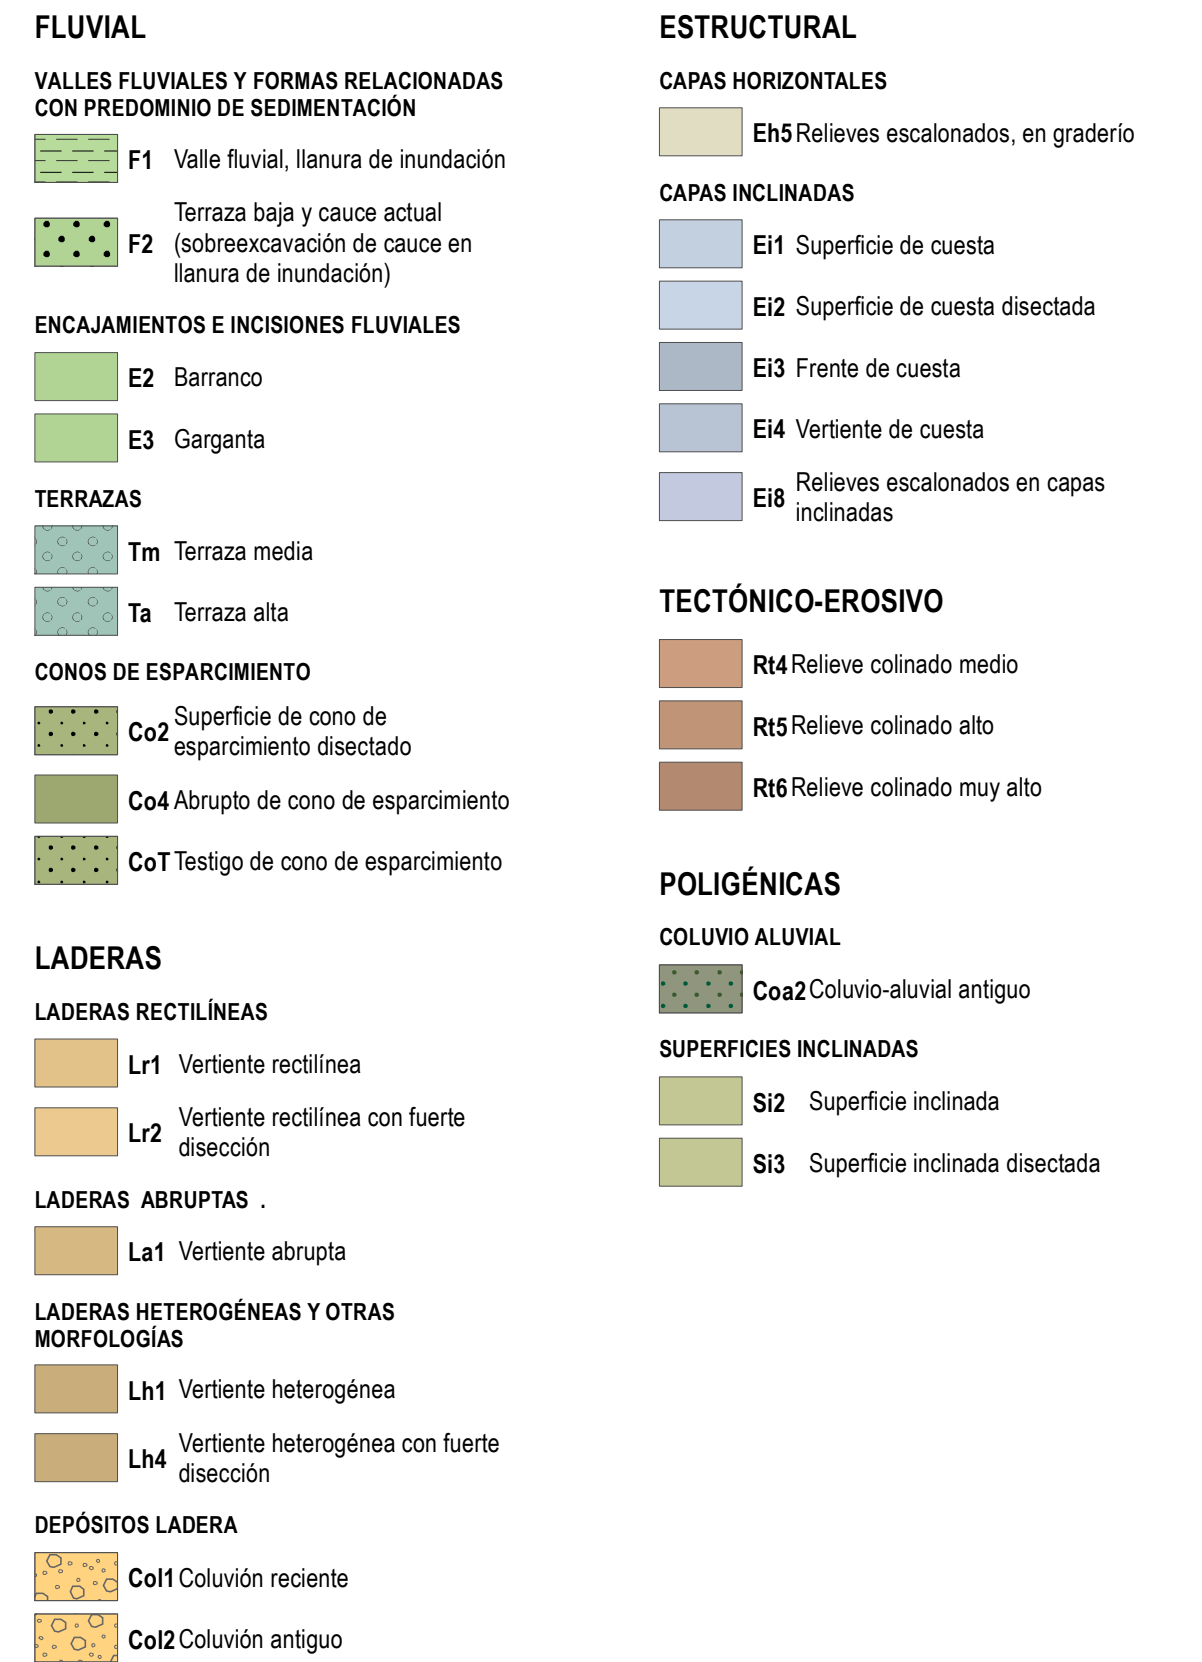 FLUVIAL
VALLES FLUVIALES Y FORMAS RELACIONADAS
CON PREDOMINIO DE SEDIMENTACIÓN
F1 Valle fluvial, llanura de inundación
Terraza baja y cauce actual
F2 (sobreexcavación de cauce en
llanura de inundación)
ENCAJAMIENTOS E INCISIONES FLUVIALES
E2 Barranco
E3 Garganta
TERRAZAS
Tm Terraza media
Ta Terraza alta
CONOS DE ESPARCIMIENTO
Co2 Superficie de cono de
esparcimiento disectado
Co4 Abrupto de cono de esparcimiento
CoT Testigo de cono de esparcimiento
LADERAS
LADERAS RECTILÍNEAS
Lr1 Vertiente rectilínea
Lr2 Vertiente rectilínea con fuerte
disección
LADERAS ABRUPTAS .
La1 Vertiente abrupta
LADERAS HETEROGÉNEAS Y OTRAS
MORFOLOGÍAS
Lh1 Vertiente heterogénea
Lh4 Vertiente heterogénea con fuerte
disección
DEPÓSITOS LADERA
Col1 Coluvión reciente
Col2 Coluvión antiguo
ESTRUCTURAL
CAPAS HORIZONTALES
Eh5 Relieves escalonados, en graderío
CAPAS INCLINADAS
Ei1 Superficie de cuesta
Ei2 Superficie de cuesta disectada
Ei3 Frente de cuesta
Ei4 Vertiente de cuesta
Ei8 Relieves escalonados en capas
inclinadas
TECTÓNICO-EROSIVO
Rt4 Relieve colinado medio
Rt5 Relieve colinado alto
Rt6 Relieve colinado muy alto
POLIGÉNICAS
COLUVIO ALUVIAL
Coa2 Coluvio-aluvial antiguo
SUPERFICIES INCLINADAS
Si2 Superficie inclinada
Si3 Superficie inclinada disectada